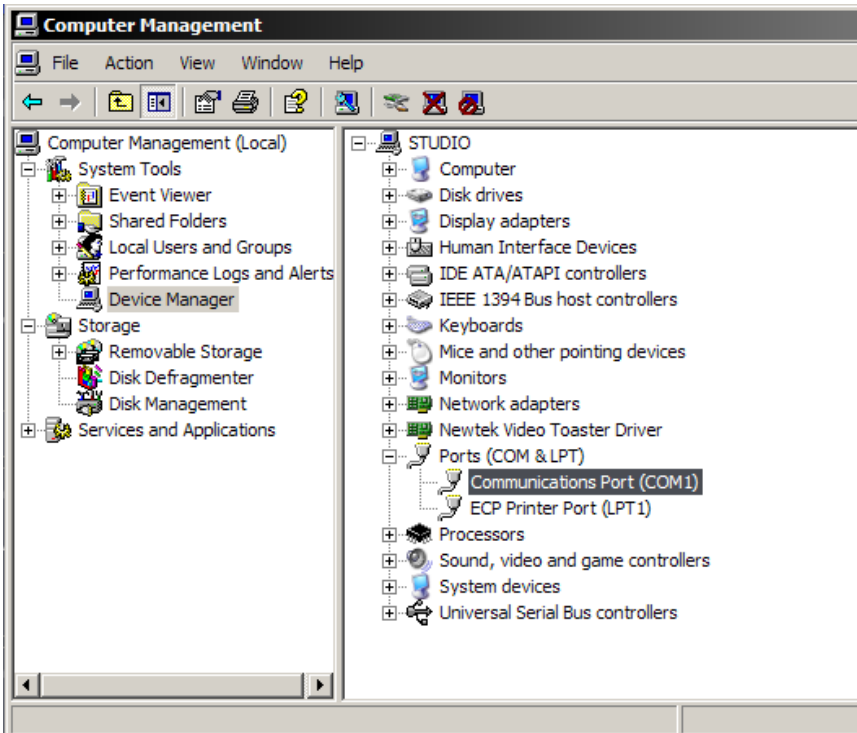 Computer Management
File Action View Window Help
Computer Management (Local)
System Tools
Event Viewer
Shared Folders
Local Users and Groups
Performance Logs and Alerts
Device Manager
Storage
Removable Storage
Disk Defragmenter
Disk Management
Services and Applications
STUDIO
Computer
Disk drives
Display adapters
Human Interface Devices
IDE ATA/ATAPI controllers
IEEE 1394 Bus host controllers
Keyboards
Mice and other pointing devices
Monitors
Network adapters
Newtek Video Toaster Driver
Ports (COM & LPT)
Communications Port (COM1)
ECP Printer Port (LPT1)
Processors
Sound, video and game controllers
System devices
Universal Serial Bus controllers